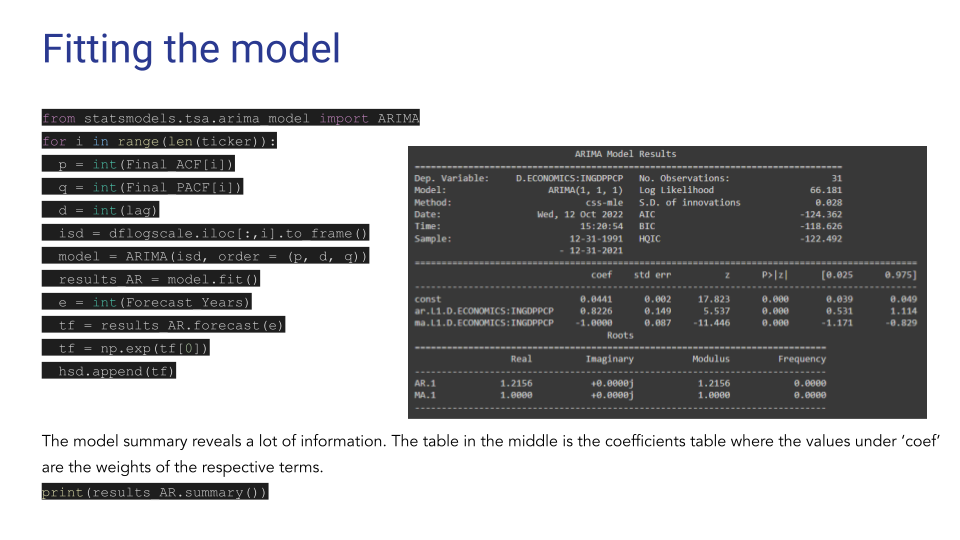 Fitting the model
from statsmodels.tsa.arima_model import ARIMA
for i in range(len(ticker)):
p = int(Final_ACF[i])
q = int(Final_PACF[i])
d = int(lag)
isd = dflogscale.iloc[:,i].to_frame()
model = ARIMA(isd, order = (p, d, q))
results_AR = model.fit()
e = int(Forecast_Years)
tf = results_AR.forecast(e)
tf = np.exp(tf[0])
hsd.append(tf)
ARIMA Model Results
==============================================================================
Dep. Variable: D.ECONOMICS:INGDPPCP No. Observations: 31
Model: ARIMA(1, 1, 1) Log Likelihood 66.181
Method: css-mle S.D. of innovations 0.028
Date: Wed, 12 Oct 2022 AIC -124.362
Time: 15:20:54 BIC -118.626
Sample: 12-31-1991 HQIC -122.492
- 12-31-2021
==============================================================================
coef std err z P>|z| [0.025 0.975]
------------------------------------------------------------------------------
const 0.0441 0.002 17.823 0.000 0.039 0.049
ar.L1.D.ECONOMICS:INGDPPCP 0.8226 0.149 5.537 0.000 0.531 1.114
ma.L1.D.ECONOMICS:INGDPPCP -1.0000 0.087 -11.446 0.000 -1.171 -0.829
Roots
==============================================================================
Real Imaginary Modulus Frequency
------------------------------------------------------------------------------
AR.1 1.2156 +0.0000j 1.2156 0.0000
MA.1 1.0000 +0.0000j 1.0000 0.0000
------------------------------------------------------------------------------
The model summary reveals a lot of information. The table in the middle is the coefficients table where the values under ‘coef’
are the weights of the respective terms.
print(results_AR.summary())